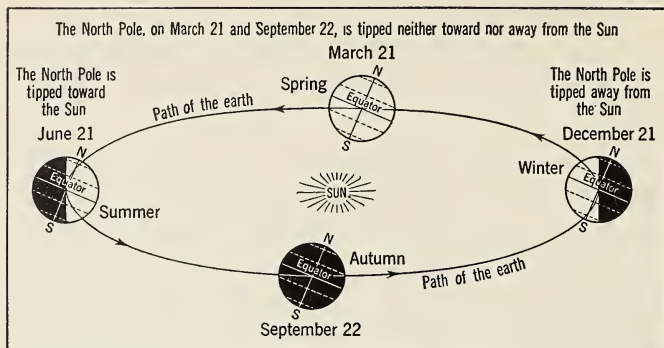 The North Pole, on March 21 and September 22, is tipped neither toward nor away from the Sun
March 21
N
Spring
Equator
S
The North Pole is
tipped toward
the Sun
June 21
N
Equator
S
Summer
Path of the earth
The North Pole is
tipped away from
the Sun
December 21
N
Winter
Equator
S
SUN
N
Autumn
Equator
S
September 22
Path of the earth